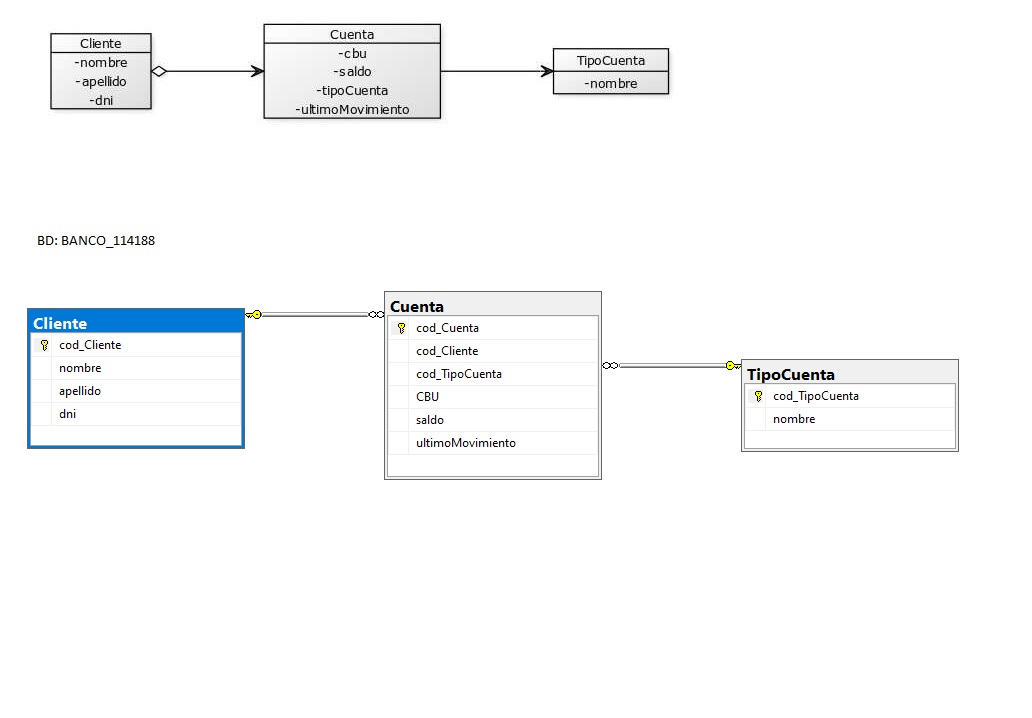 Cliente
-nombre
-apellido
-dni
Cuenta
-cbu
-saldo
-tipoCuenta
-ultimoMovimiento
TipoCuenta
-nombre
BD: BANCO_114188
Cliente
cod_Cliente
nombre
apellido
dni
Cuenta
cod_Cuenta
cod_Cliente
cod_TipoCuenta
CBU
saldo
ultimoMovimiento
TipoCuenta
cod_TipoCuenta
nombre